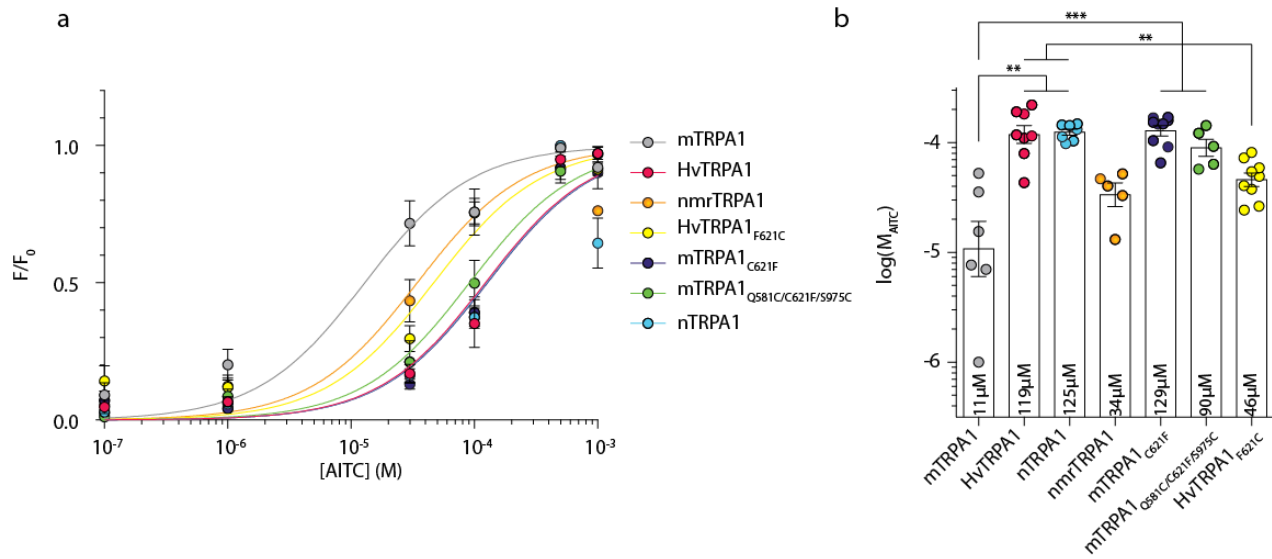 a
F/F0
1.0
0.5
0.0
10-7
10-6
10-5
10-4
10-3
[AITC] (M)
mTRPA1
HvTRPA1
nmrTRPA1
HvTRPA1F621C
mTRPA1C621F
mTRPA1Q581C/C621F/S975C
nTRPA1
b
***
**
**
log(MAITC)
-4
-5
-6
11μM
119μM
125μM
34μM
129μM
90μM
46μM
mTRPA1
HvTRPA1
nTRPA1
nmrTRPA1
mTRPA1C621F
mTRPA1Q581C/C621F/S975C
HvTRPA1F621C